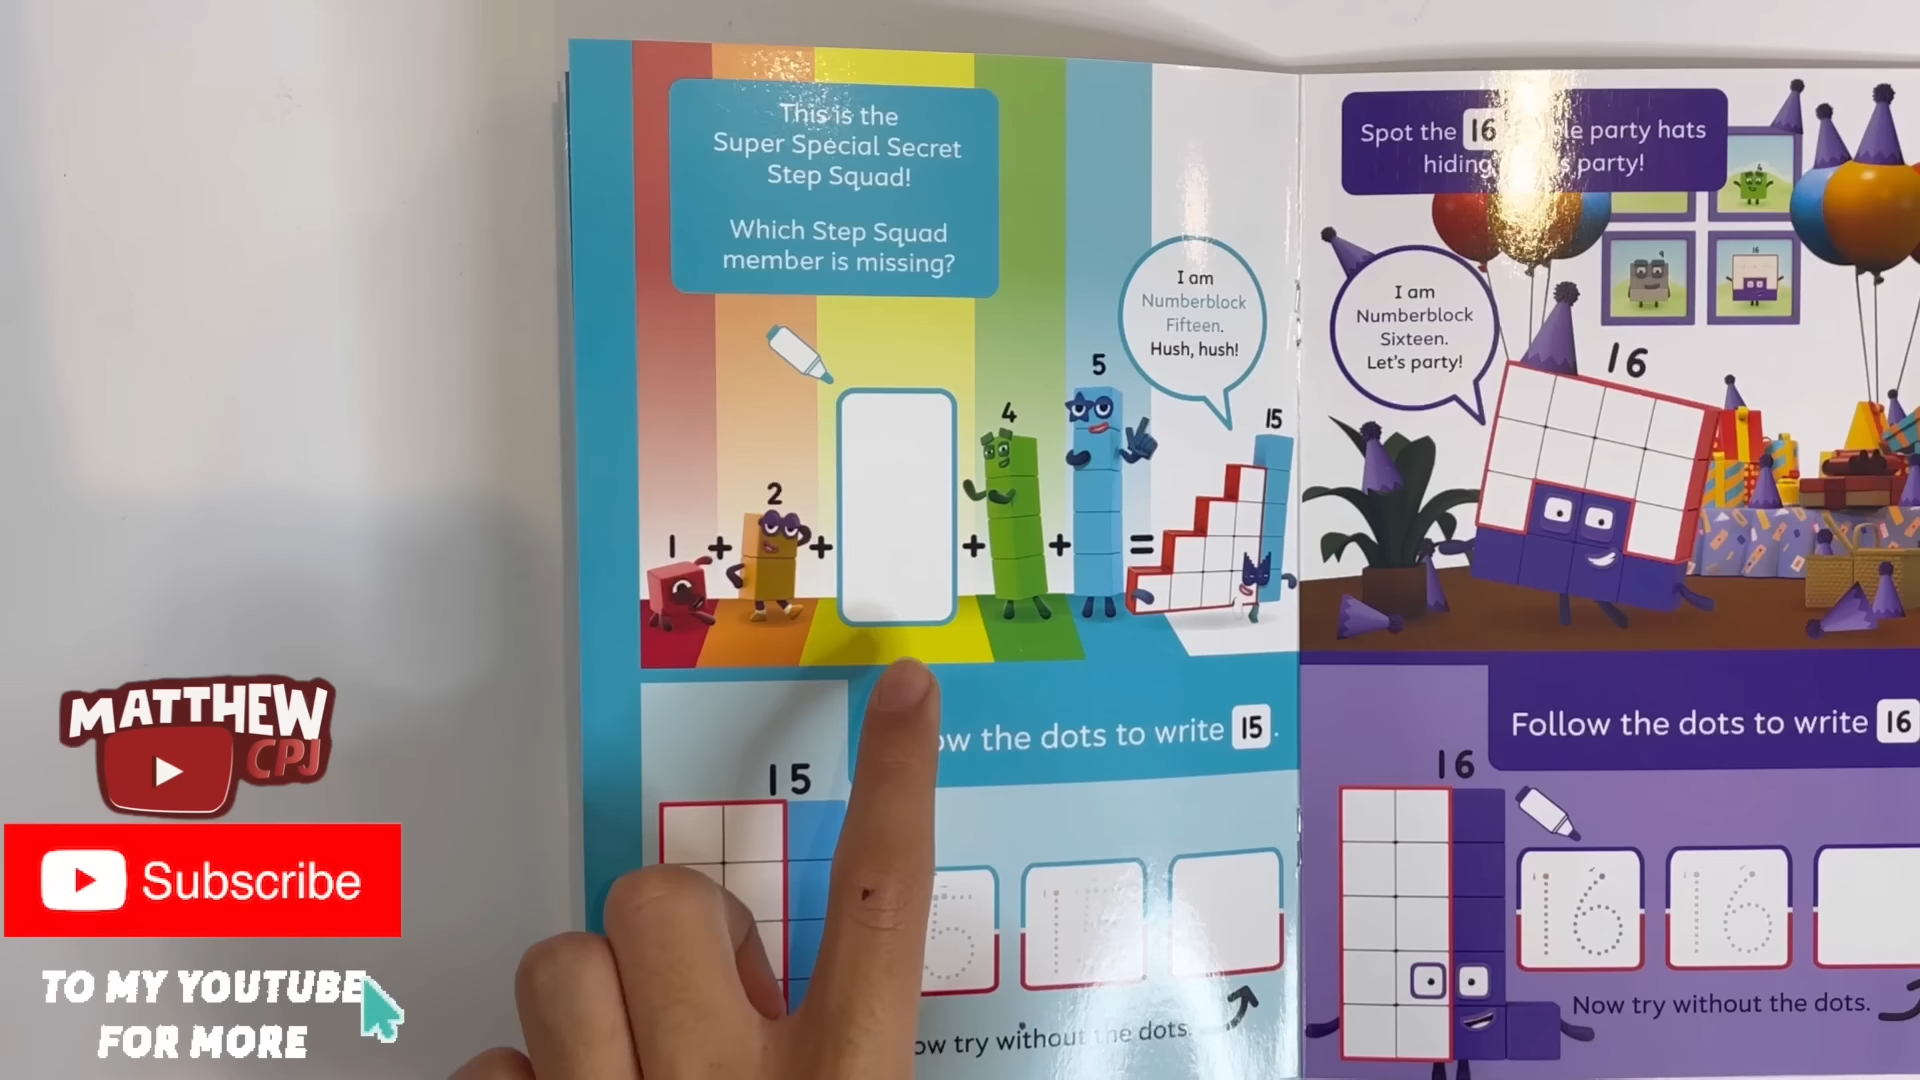 This is the
Super Special Secret
Step Squad!
Which Step Squad
member is missing?
I am
Numberblock
Fifteen.
Hush, hush!
5
4
15
2
1 + + + + =
the dots to write 15.
15
try without the dots.
Spot the 16 party hats
party!
I am
Numberblock
Sixteen.
Let's party!
16
Follow the dots to write 16
16
16 16
Now try without the dots.
MATTHEW
CPJ
Subscribe
TO MY YOUTUBE
FOR MORE